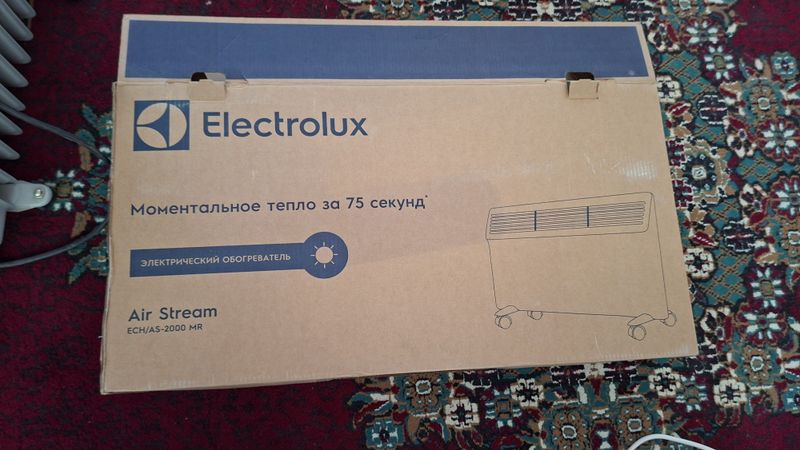 Electrolux
Моментальное тепло за 75 секунд*
ЭЛЕКТРИЧЕСКИЙ ОБОГРЕВАТЕЛЬ
Air Stream
ECH/AS-2000 MR